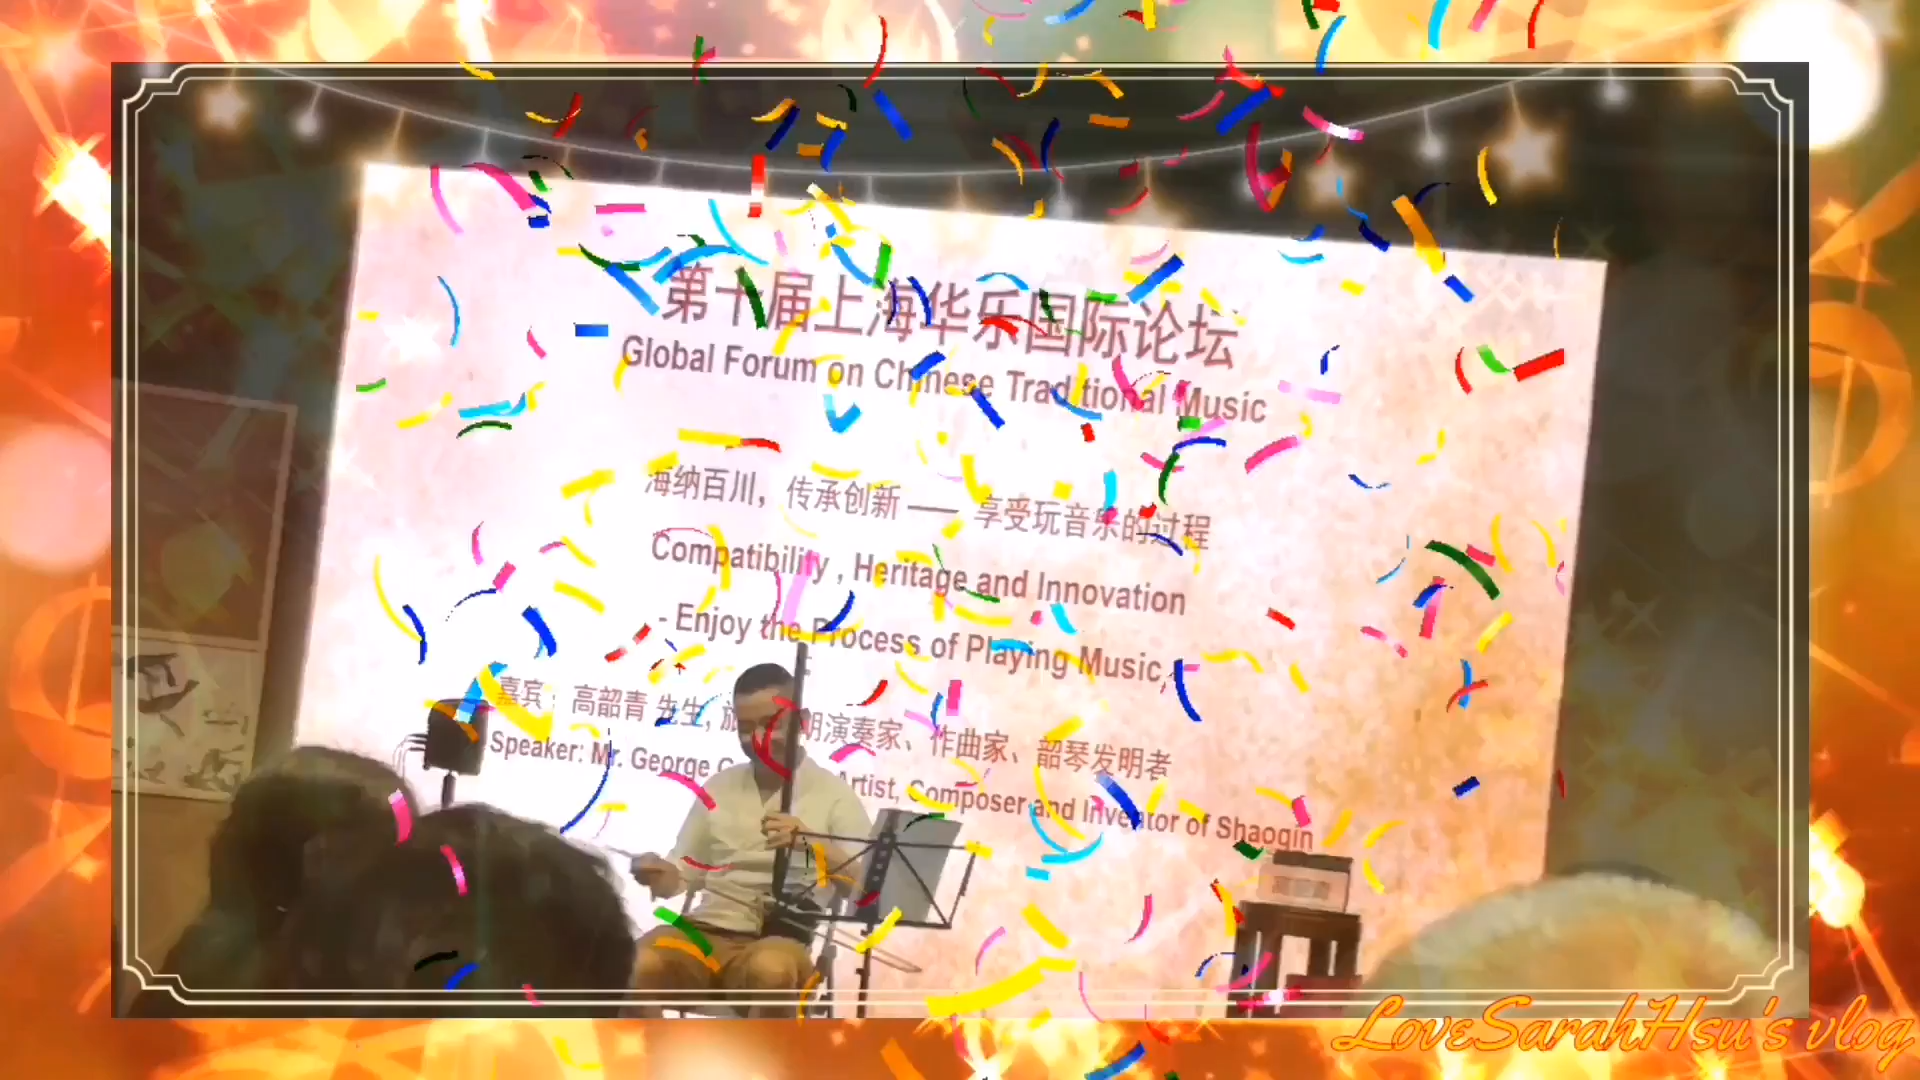 第十届上海华乐国际论坛
Global Forum on Chinese Traditional Music
海纳百川，传承创新 —— 享受玩音乐的过程
Compatibility , Heritage and Innovation
- Enjoy the Process of Playing Music,
嘉宾：高韶青 先生, 旅 胡演奏家、作曲家、韶琴发明者
Speaker: Mr. George Artist, Composer and Inventor of Shaoqin
LoveSarahHsu's vlog